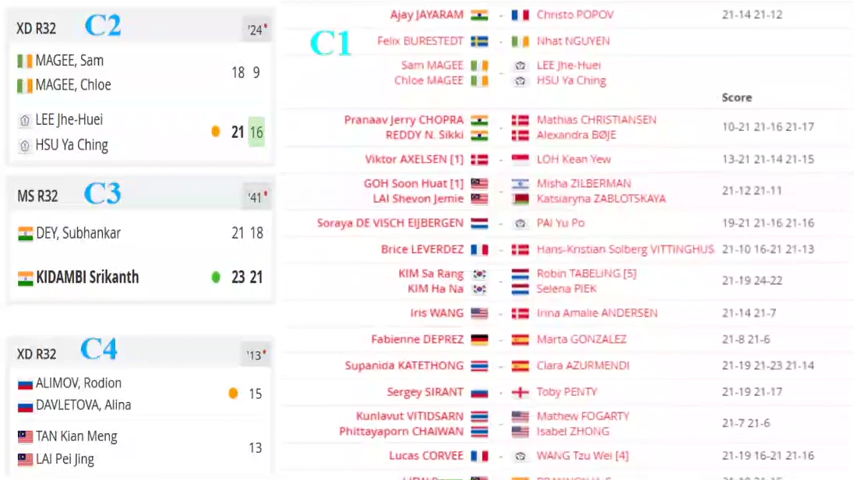 XD R32 C2 '24'
MAGEE, Sam
MAGEE, Chloe
18 9
LEE Jhe-Huei
HSU Ya Ching
21 16
MS R32 C3 '41'
DEY, Subhankar 21 18
KIDAMBI Srikanth 23 21
XD R32 C4 '13'
ALIMOV, Rodion
DAVLETOVA, Alina
15
TAN Kian Meng
LAI Pei Jing
13
C1
Ajay JAYARAM - Christo POPOV 21-14 21-12
Felix BURESTEDT - Nhat NGUYEN
Sam MAGEE - LEE Jhe-Huei
Chloe MAGEE HSU Ya Ching
Score
Pranaav Jerry CHOPRA - Mathias CHRISTIANSEN 10-21 21-16 21-17
REDDY N. Sikki Alexandra BØJE
Viktor AXELSEN [1] - LOH Kean Yew 13-21 21-14 21-15
GOH Soon Huat [1] - Misha ZILBERMAN 21-12 21-11
LAI Shevon Jemie Katsiaryna ZABLOTSKAYA
Soraya DE VISCH EIJBERGEN - PAI Yu Po 19-21 21-16 21-16
Brice LEVERDEZ - Hans-Kristian Solberg VITTINGHUS 21-10 16-21 21-13
KIM Sa Rang - Robin TABELING [5] 21-19 24-22
KIM Ha Na Selena PIEK
Iris WANG - Irina Amalie ANDERSEN 21-14 21-7
Fabienne DEPREZ - Marta GONZALEZ 21-8 21-6
Supanida KATETHONG - Clara AZURMENDI 21-19 21-23 21-14
Sergey SIRANT - Toby PENTY 21-19 21-17
Kunlavut VITIDSARN - Mathew FOGARTY 21-7 21-6
Phittayaporn CHAIWAN Isabel ZHONG
Lucas CORVEE - WANG Tzu Wei [4] 21-19 16-21 21-16